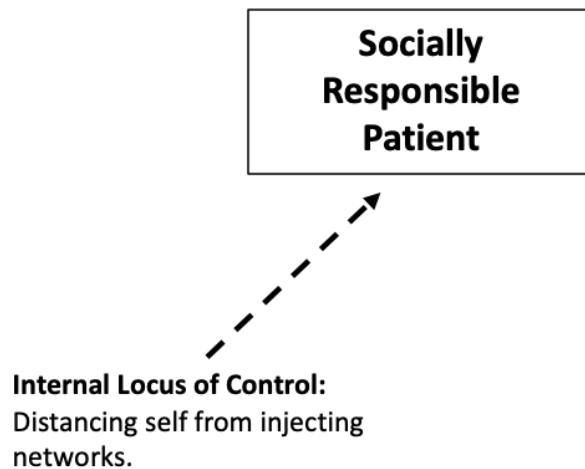 Socially
Responsible
Patient
Internal Locus of Control:
Distancing self from injecting
networks.